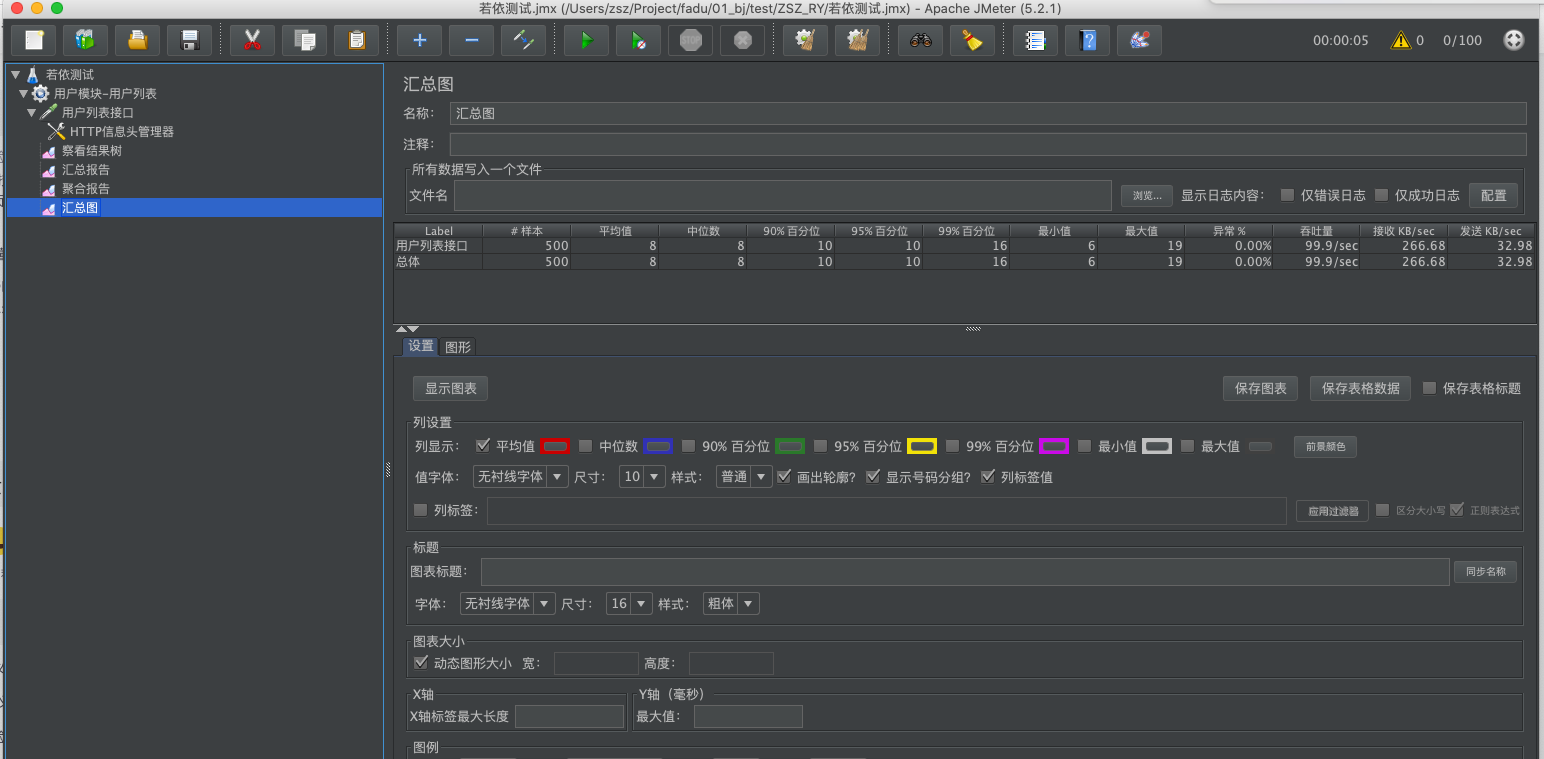 若依测试.jmx (/Users/zsz/Project/fadu/01_bj/test/ZSZ_RY/若依测试.jmx) - Apache JMeter (5.2.1)
STOP
00:00:05 0 0/100
若依测试
用户模块-用户列表
用户列表接口
HTTP信息头管理器
察看结果树
汇总报告
聚合报告
汇总图
汇总图
名称： 汇总图
注释：
所有数据写入一个文件
文件名 浏览... 显示日志内容： 仅错误日志 仅成功日志 配置
Label # 样本 平均值 中位数 90% 百分位 95% 百分位 99% 百分位 最小值 最大值 异常 % 吞吐量 接收 KB/sec 发送 KB/sec
用户列表接口 500 8 8 10 10 16 6 19 0.00% 99.9/sec 266.68 32.98
总体 500 8 8 10 10 16 6 19 0.00% 99.9/sec 266.68 32.98
设置 图形
显示图表 保存图表 保存表格数据 保存表格标题
列设置
列显示： 平均值 中位数 90% 百分位 95% 百分位 99% 百分位 最小值 最大值 前景颜色
值字体： 无衬线字体 尺寸： 10 样式： 普通 画出轮廓? 显示号码分组? 列标签值
列标签： 应用过滤器 区分大小写 正则表达式
标题
图表标题： 同步名称
字体： 无衬线字体 尺寸： 16 样式： 粗体
图表大小
动态图形大小 宽： 高度：
X轴 Y轴（毫秒）
X轴标签最大长度 最大值：
图例